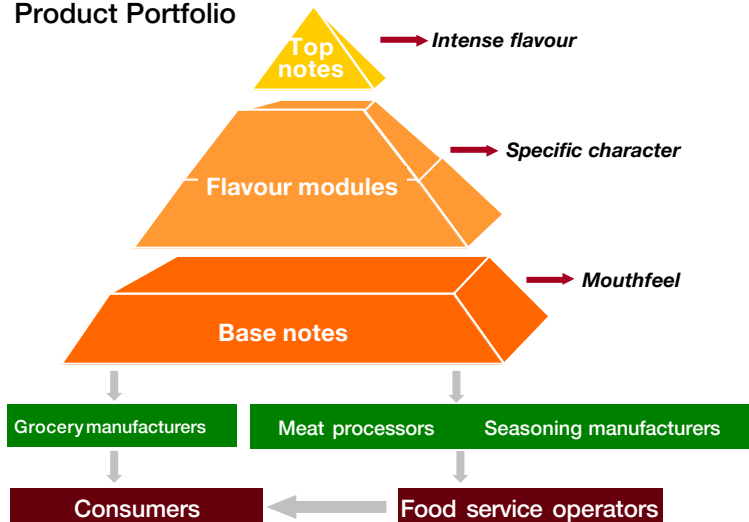 Product Portfolio
Top
notes
Intense flavour
Specific character
Flavour modules
Mouthfeel
Base notes
Grocery manufacturers
Meat processors
Seasoning manufacturers
Consumers
Food service operators